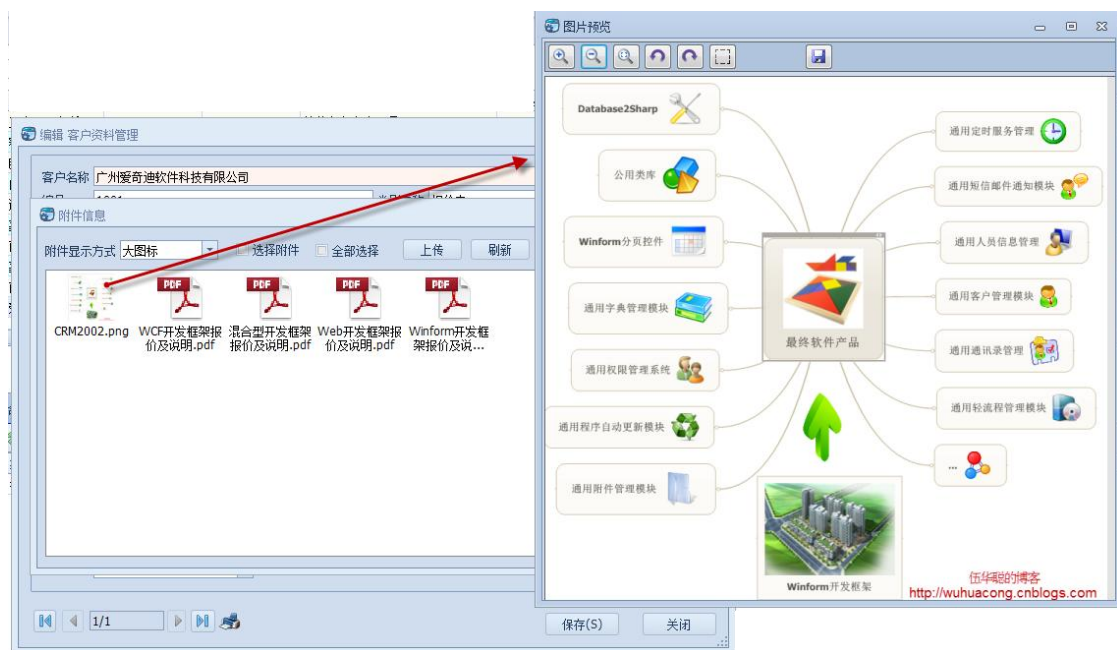 图片预览
编辑 客户资料管理
客户名称 广州爱奇迪软件科技有限公司
附件信息
附件显示方式 大图标 选择附件 全部选择 上传 刷新
CRM2002.png
WCF开发框架报
价及说明.pdf
混合型开发框架
报价及说明.pdf
Web开发框架报
价及说明.pdf
Winform开发框
架报价及说...
1/1
保存(S) 关闭
Database2Sharp
公用类库
Winform分页控件
通用字典管理模块
通用权限管理系统
通用程序自动更新模块
通用附件管理模块
最终软件产品
Winform开发框架
通用定时服务管理
通用短信邮件通知模块
通用人员信息管理
通用客户管理模块
通用通讯录管理
通用轻流程管理模块
...
伍华聪的博客
http://wuhuacong.cnblogs.com